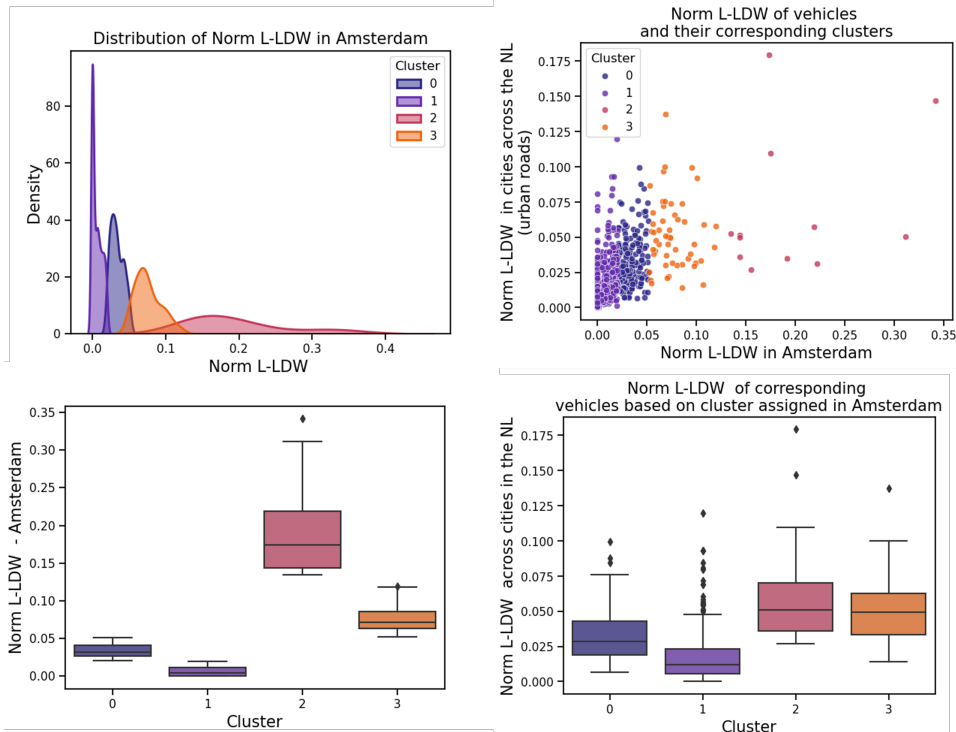 Distribution of Norm L-LDW in Amsterdam
Density
80
60
40
20
0
Cluster
0
1
2
3
0.0 0.1 0.2 0.3 0.4
Norm L-LDW
Norm L-LDW of vehicles
and their corresponding clusters
Norm L-LDW in cities across the NL
(urban roads)
0.175
0.150
0.125
0.100
0.075
0.050
0.025
0.000
Cluster
0
1
2
3
0.00 0.05 0.10 0.15 0.20 0.25 0.30 0.35
Norm L-LDW in Amsterdam
Norm L-LDW - Amsterdam
0.35
0.30
0.25
0.20
0.15
0.10
0.05
0.00
0 1 2 3
Cluster
Norm L-LDW of corresponding
vehicles based on cluster assigned in Amsterdam
Norm L-LDW across cities in the NL
0.175
0.150
0.125
0.100
0.075
0.050
0.025
0.000
0 1 2 3
Cluster